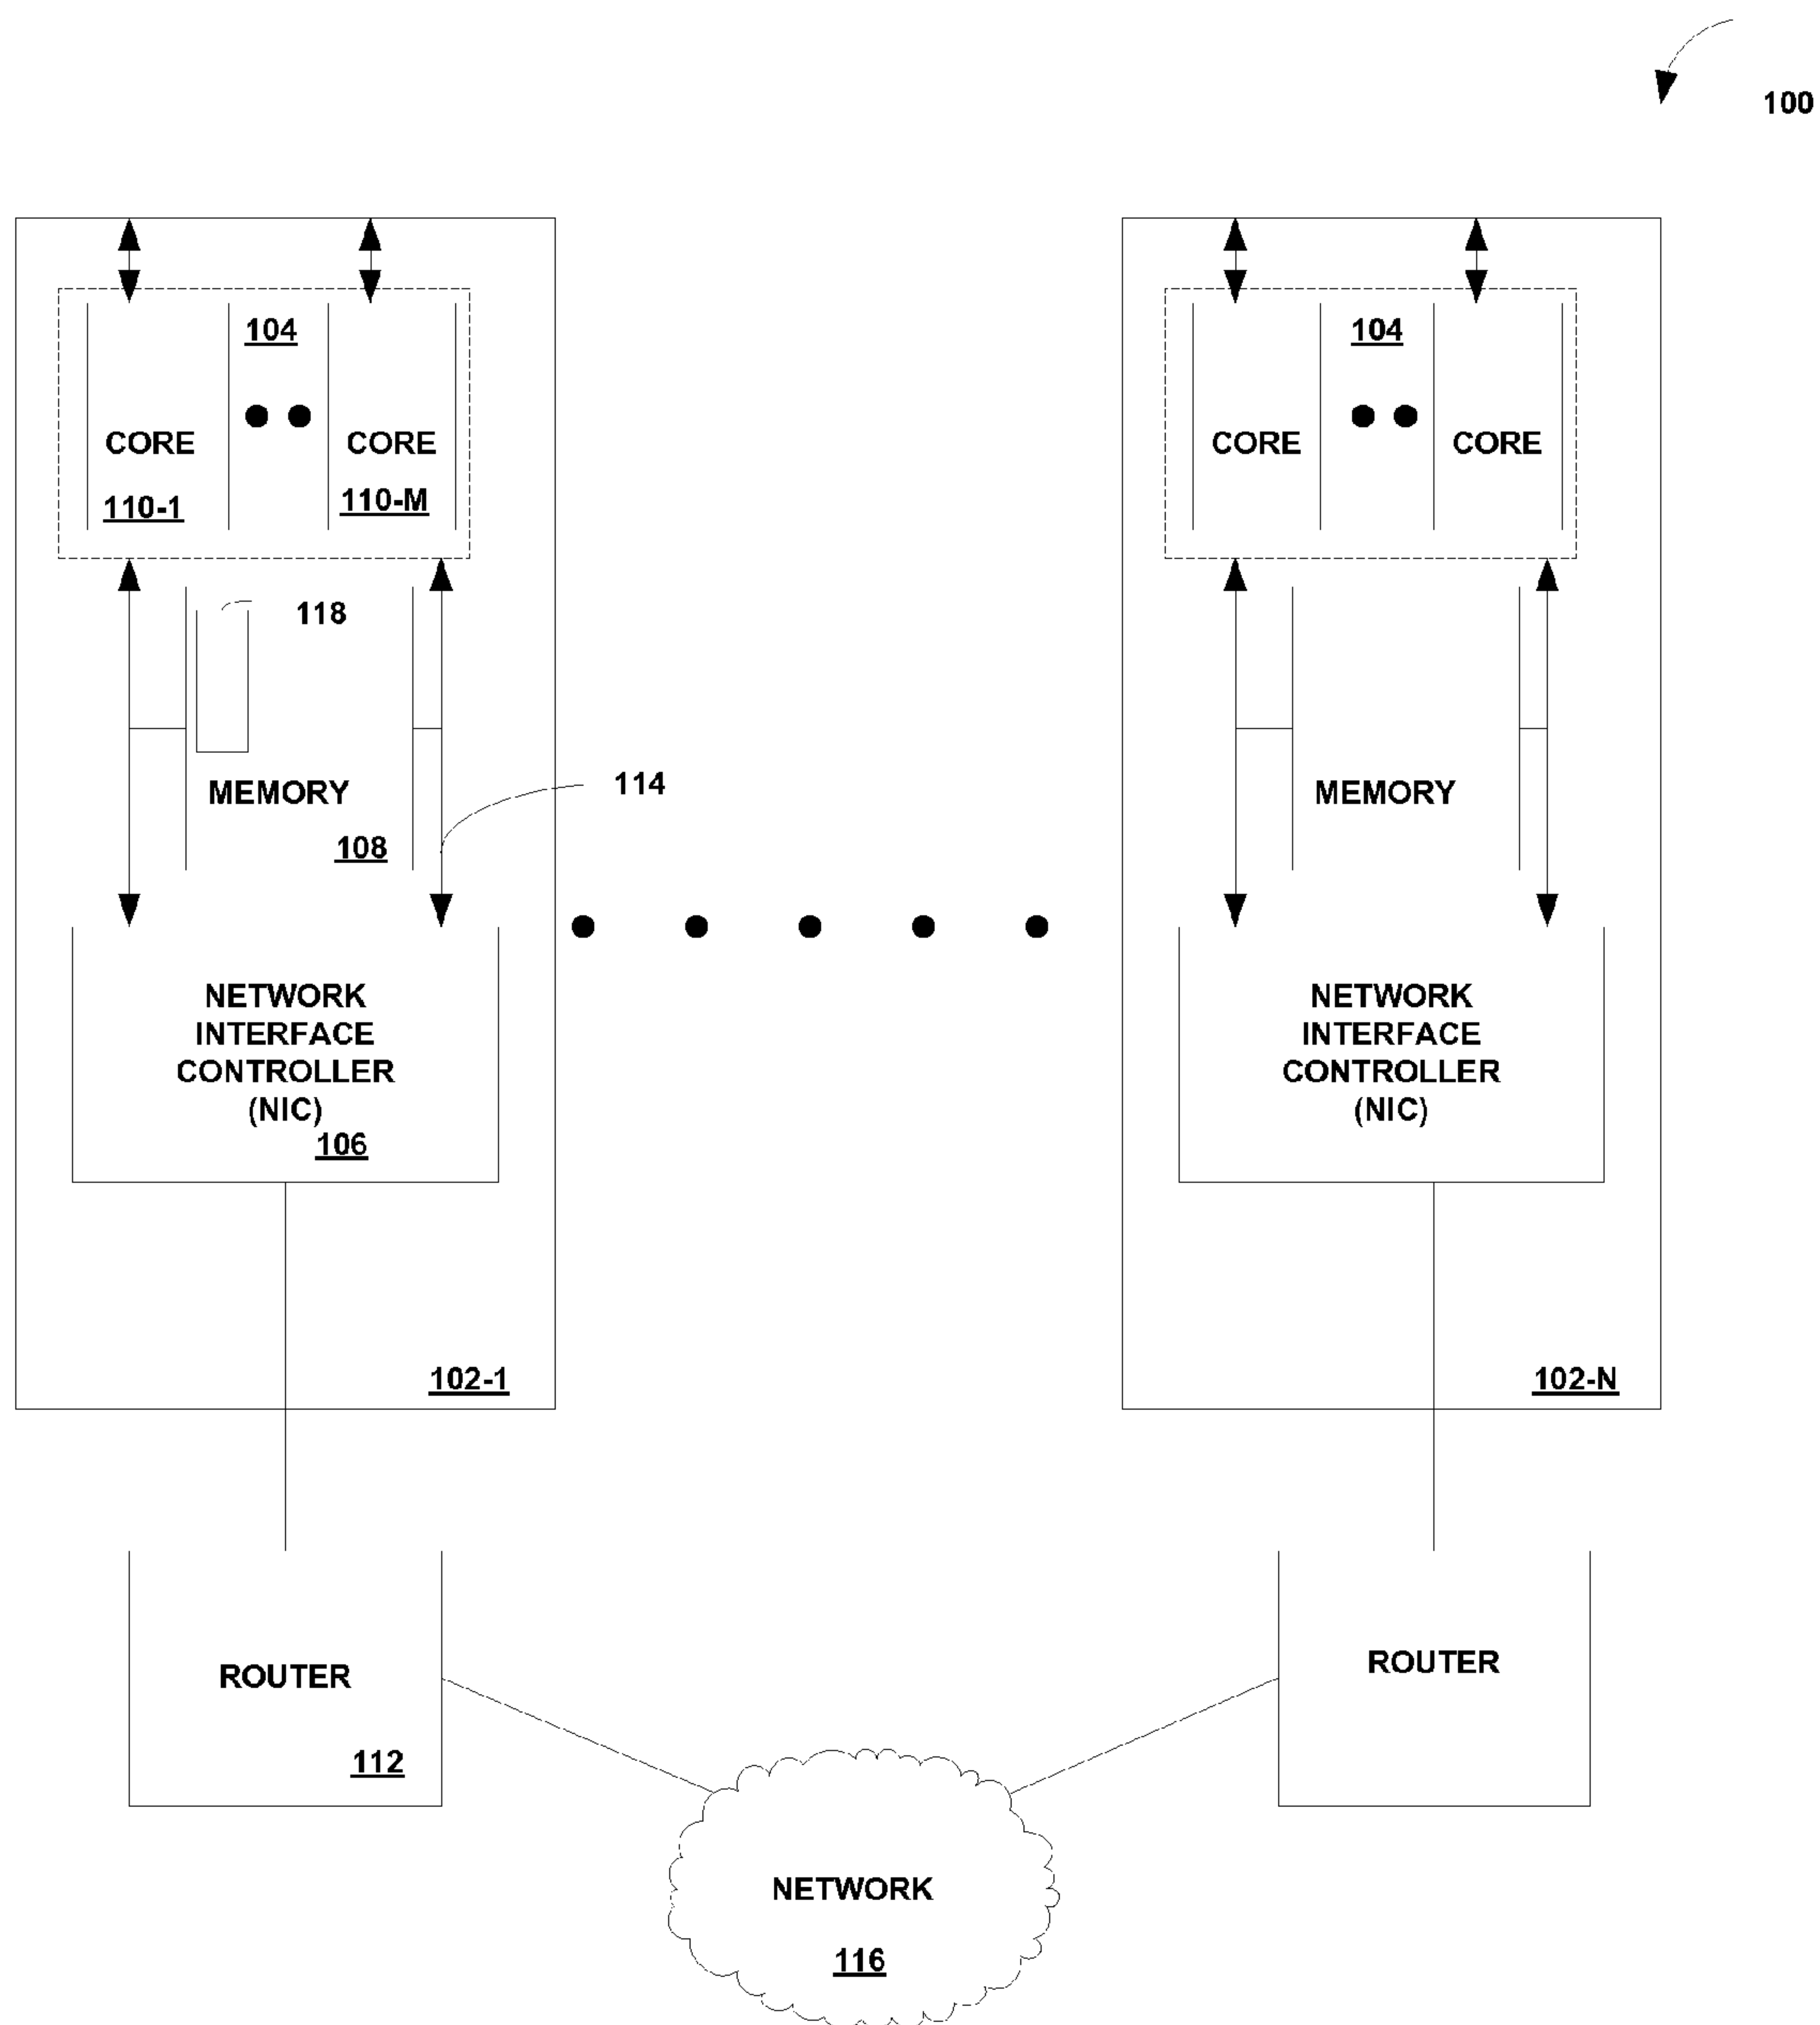 100
104
CORE
110-1
CORE
110-M
118
MEMORY
108
114
NETWORK
INTERFACE
CONTROLLER
(NIC)
106
102-1
104
CORE
CORE
MEMORY
NETWORK
INTERFACE
CONTROLLER
(NIC)
102-N
ROUTER
112
ROUTER
NETWORK
116